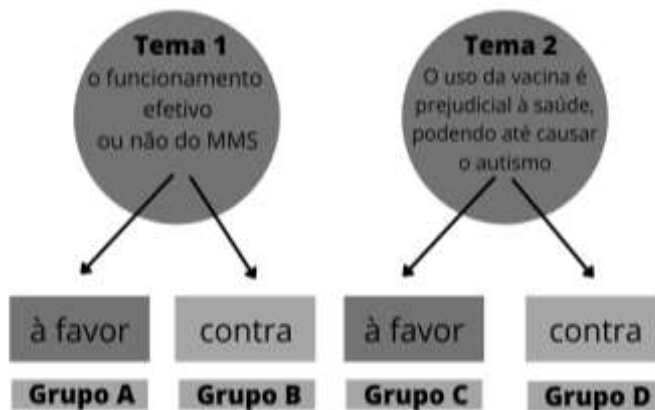 Tema 1
o funcionamento
efetivo
ou não do MMS
Tema 2
O uso da vacina é
prejudicial à saúde,
podendo até causar
o autismo
à favor
contra
à favor
contra
Grupo A
Grupo B
Grupo C
Grupo D